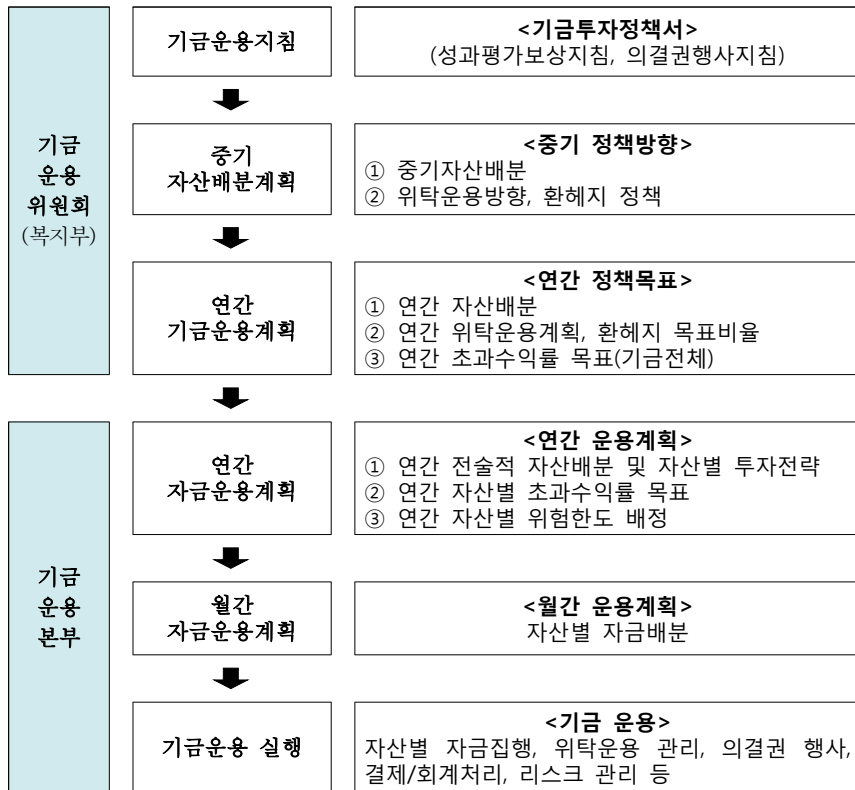 기금
운용
위원회
(복지부)
기금운용지침
<기금투자정책서>
(성과평가보상지침, 의결권행사지침)
중기
자산배분계획
<중기 정책방향>
① 중기자산배분
② 위탁운용방향, 환헤지 정책
연간
기금운용계획
<연간 정책목표>
① 연간 자산배분
② 연간 위탁운용계획, 환헤지 목표비율
③ 연간 초과수익률 목표(기금전체)
기금
운용
본부
연간
자금운용계획
<연간 운용계획>
① 연간 전술적 자산배분 및 자산별 투자전략
② 연간 자산별 초과수익률 목표
③ 연간 자산별 위험한도 배정
월간
자금운용계획
<월간 운용계획>
자산별 자금배분
기금운용 실행
<기금 운용>
자산별 자금집행, 위탁운용 관리, 의결권 행사,
결제/회계처리, 리스크 관리 등